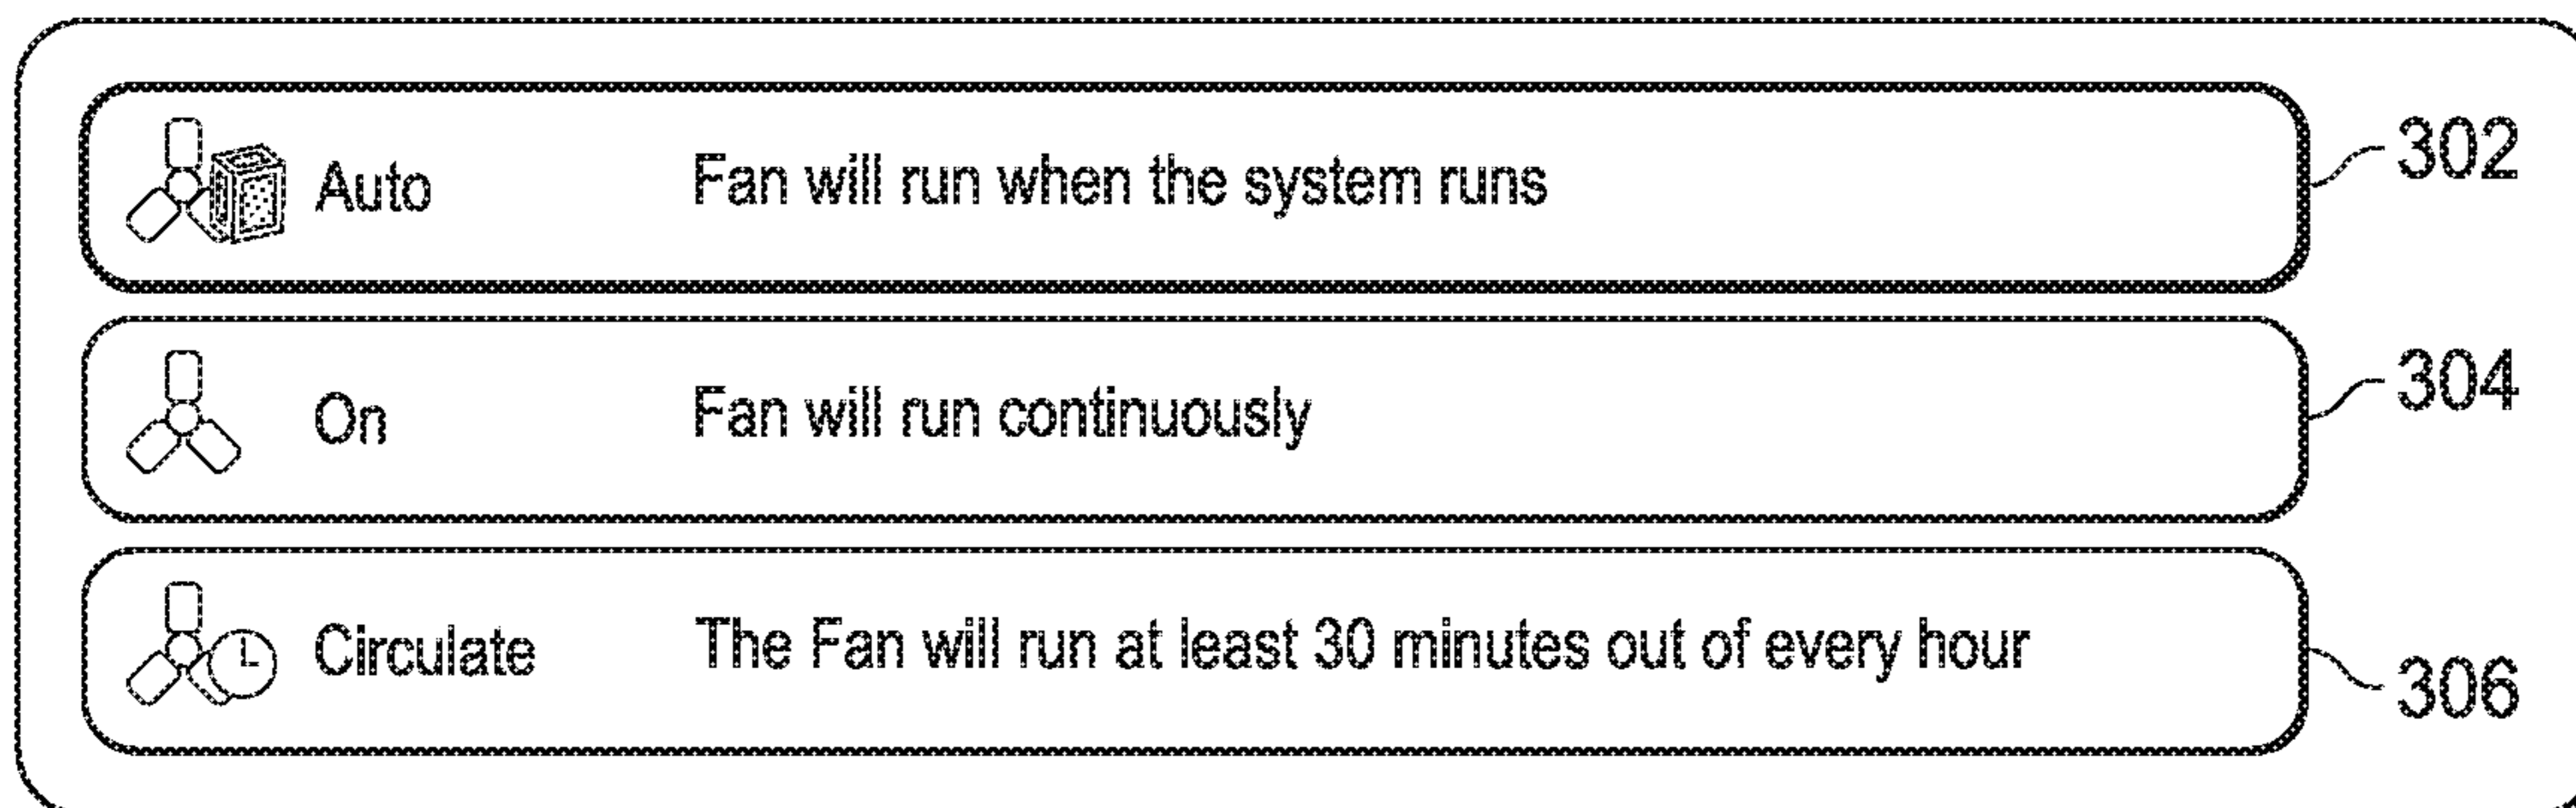 Auto Fan will run when the system runs 302
On Fan will run continuously 304
Circulate The Fan will run at least 30 minutes out of every hour 306